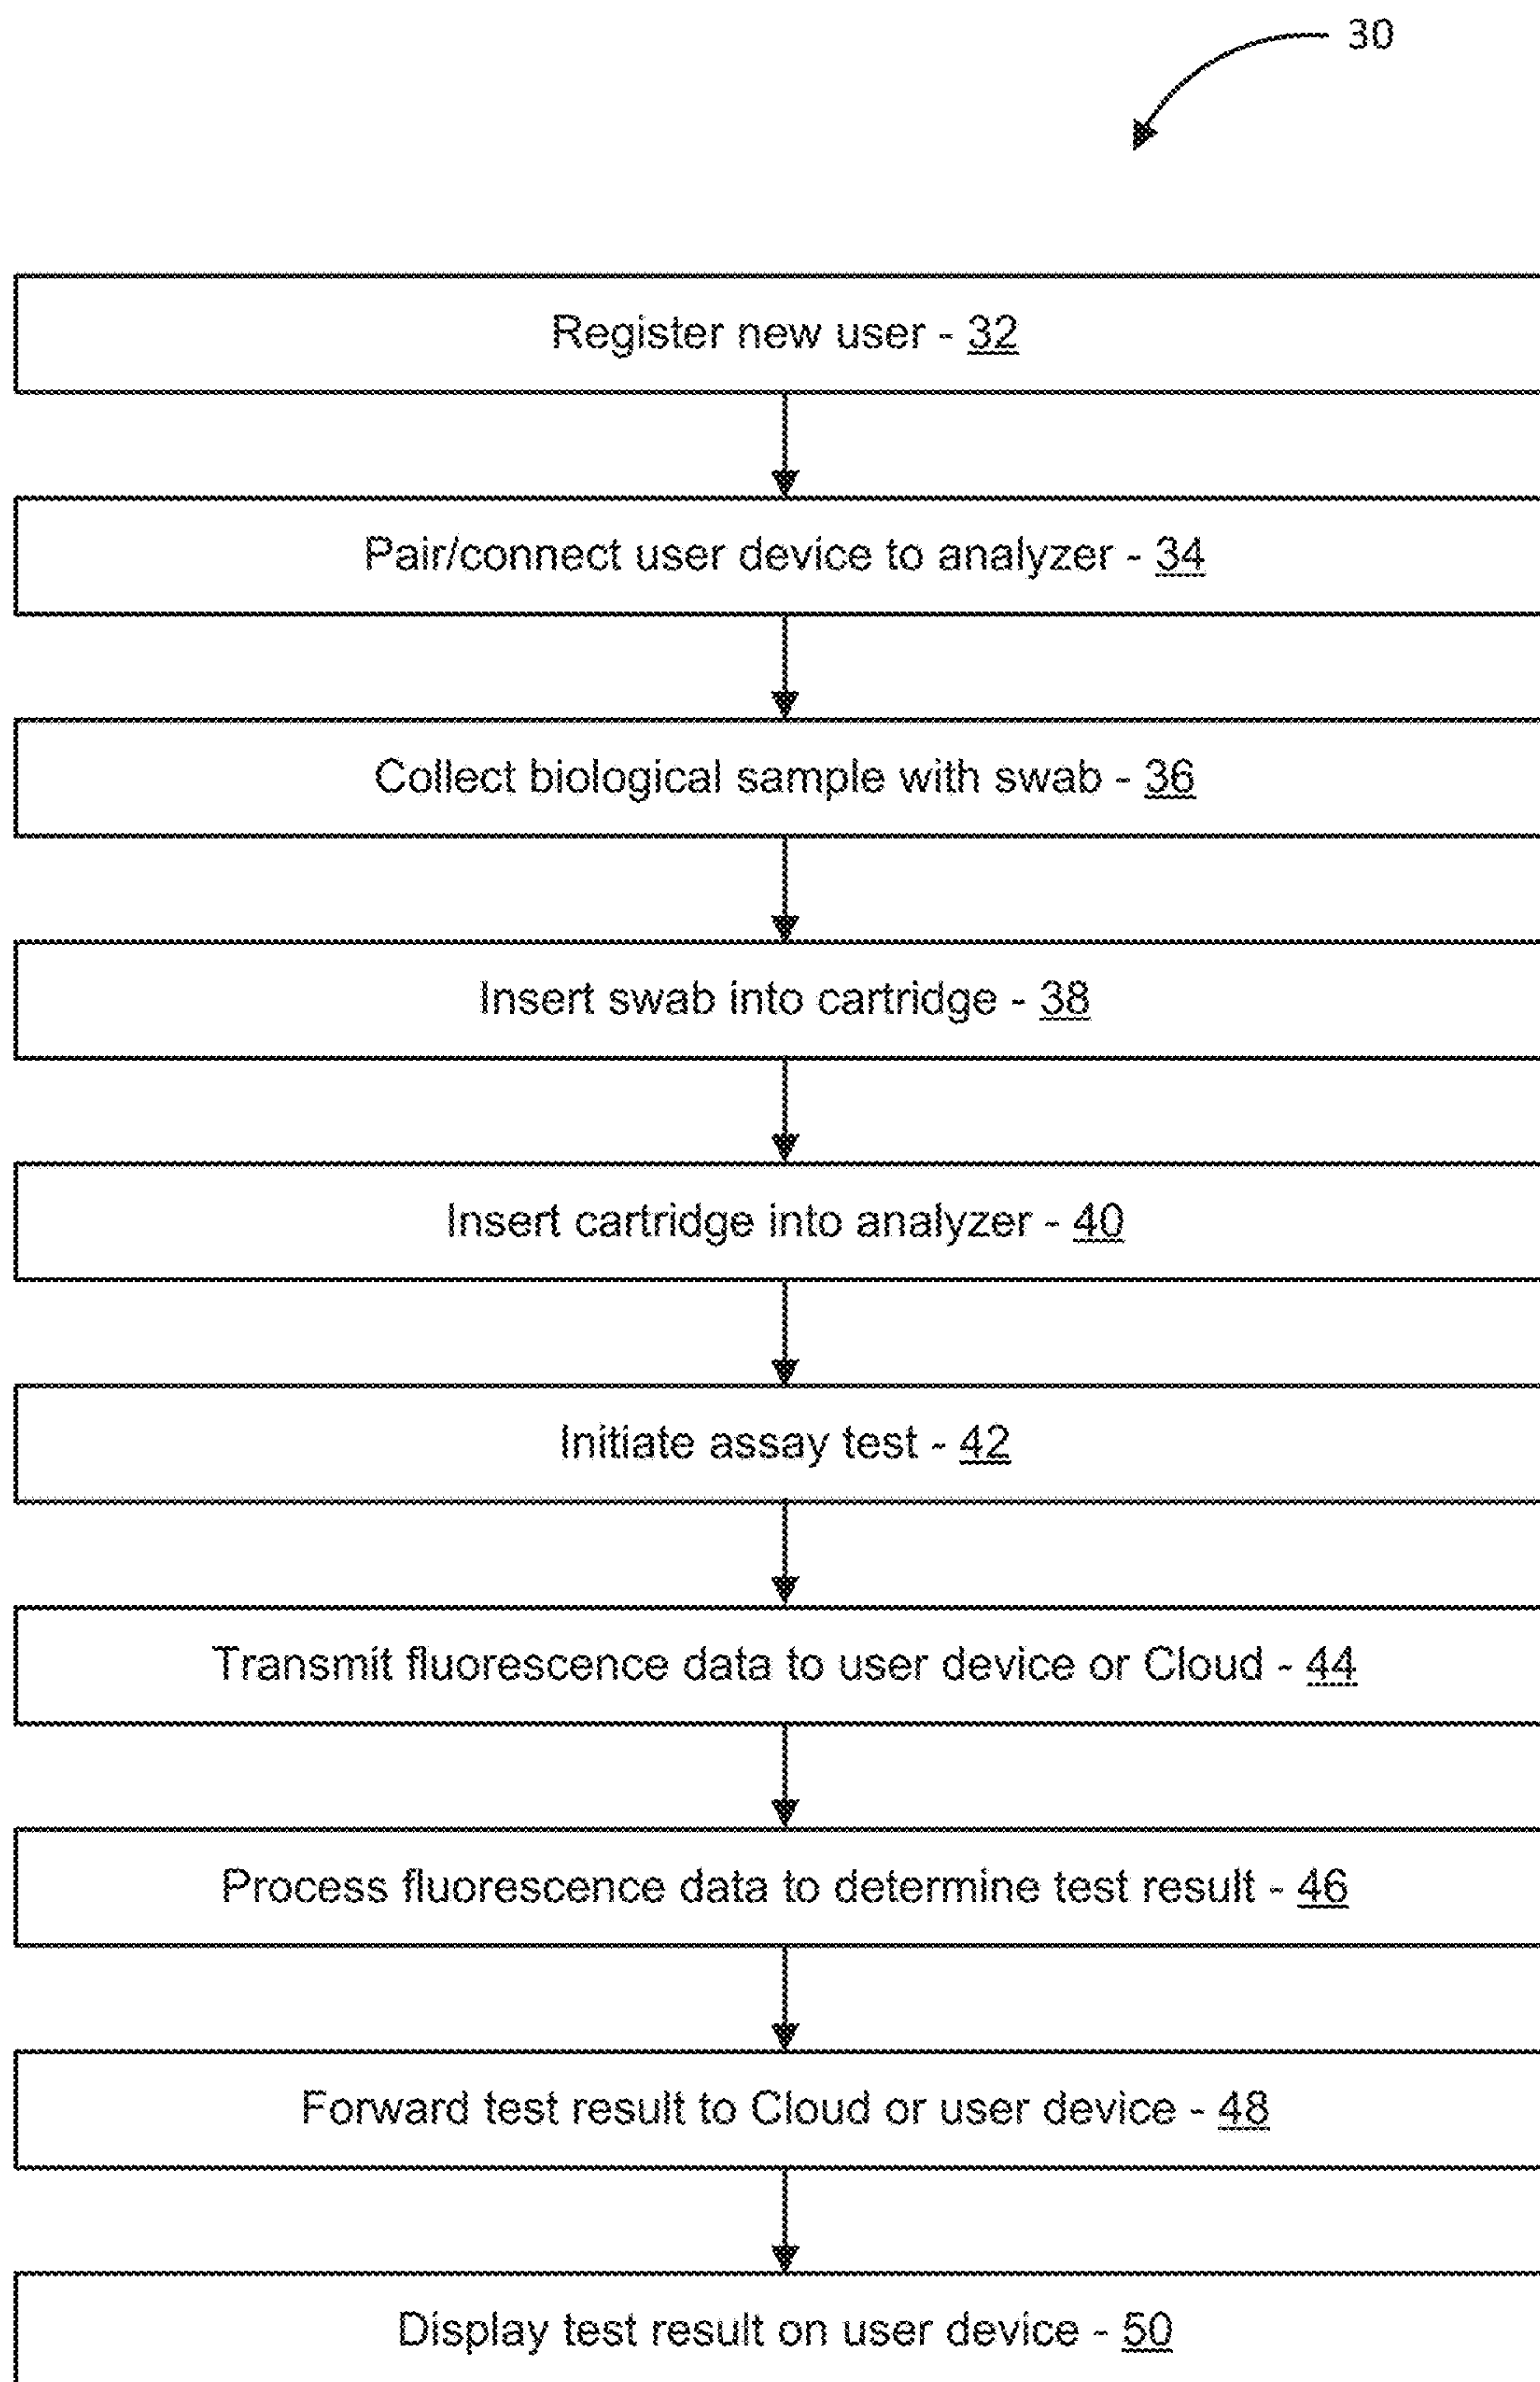 30
Register new user - 32
Pair/connect user device to analyzer - 34
Collect biological sample with swab - 36
Insert swab into cartridge - 38
Insert cartridge into analyzer - 40
Initiate assay test - 42
Transmit fluorescence data to user device or Cloud - 44
Process fluorescence data to determine test result - 46
Forward test result to Cloud or user device - 48
Display test result on user device - 50